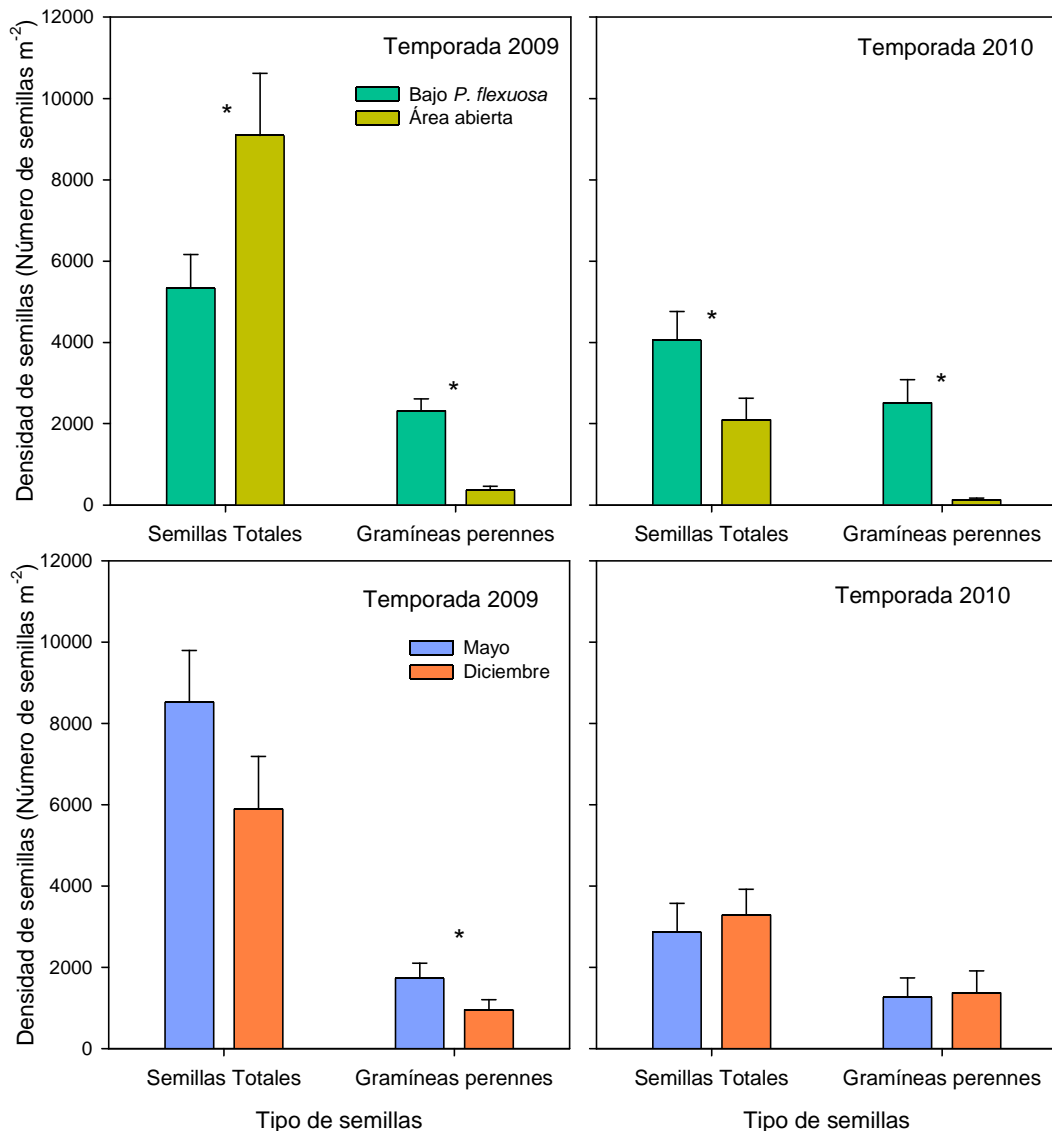 Densidad de semillas (Número de semillas m-2)
12000
10000
8000
6000
4000
2000
0
Temporada 2009
Bajo P. flexuosa
Área abierta
*
*
Semillas Totales
Gramíneas perennes
Temporada 2010
*
*
Semillas Totales
Gramíneas perennes
Densidad de semillas (Número de semillas m-2)
12000
10000
8000
6000
4000
2000
0
Temporada 2009
Mayo
Diciembre
*
Semillas Totales
Gramíneas perennes
Tipo de semillas
Temporada 2010
Semillas Totales
Gramíneas perennes
Tipo de semillas